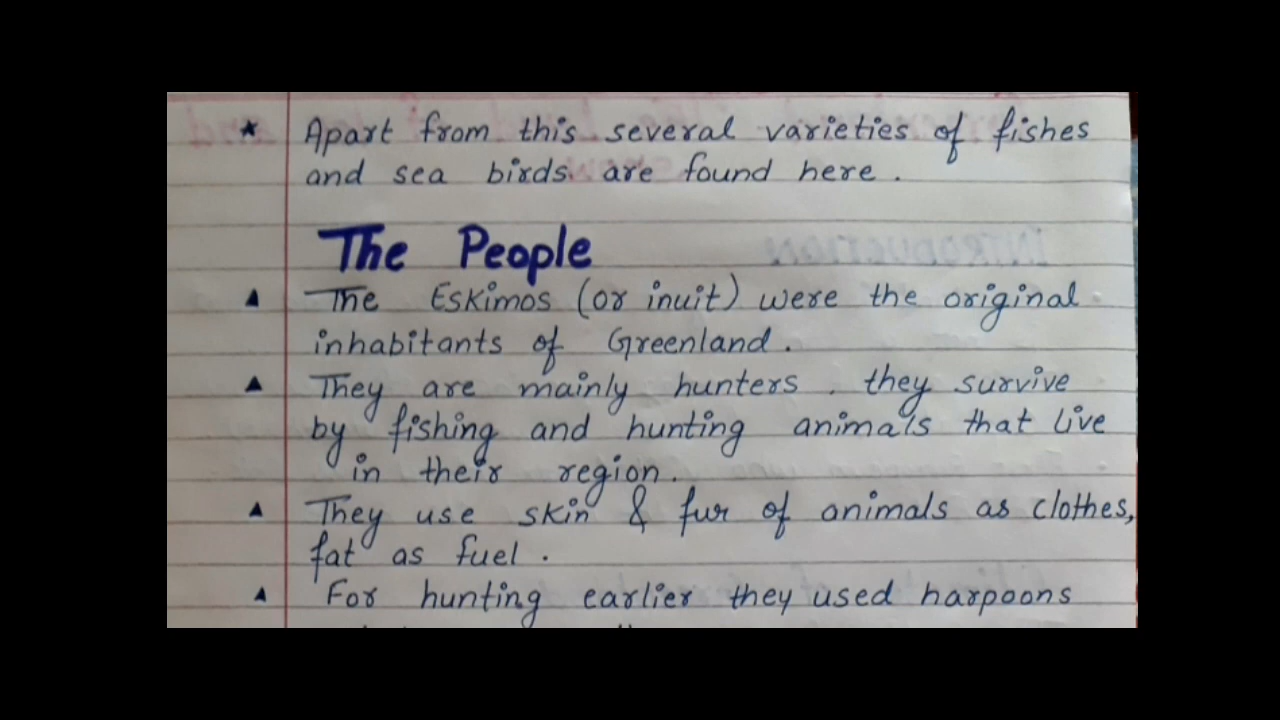 ★ Apart from this several varieties of fishes
and sea birds are found here.
The People
▲ The Eskimos (or inuit) were the original
inhabitants of Greenland.
▲ They are mainly hunters. they survive
by fishing and hunting animals that live
in their region.
▲ They use skin & fur of animals as clothes,
fat as fuel.
▲ For hunting earlier they used harpoons